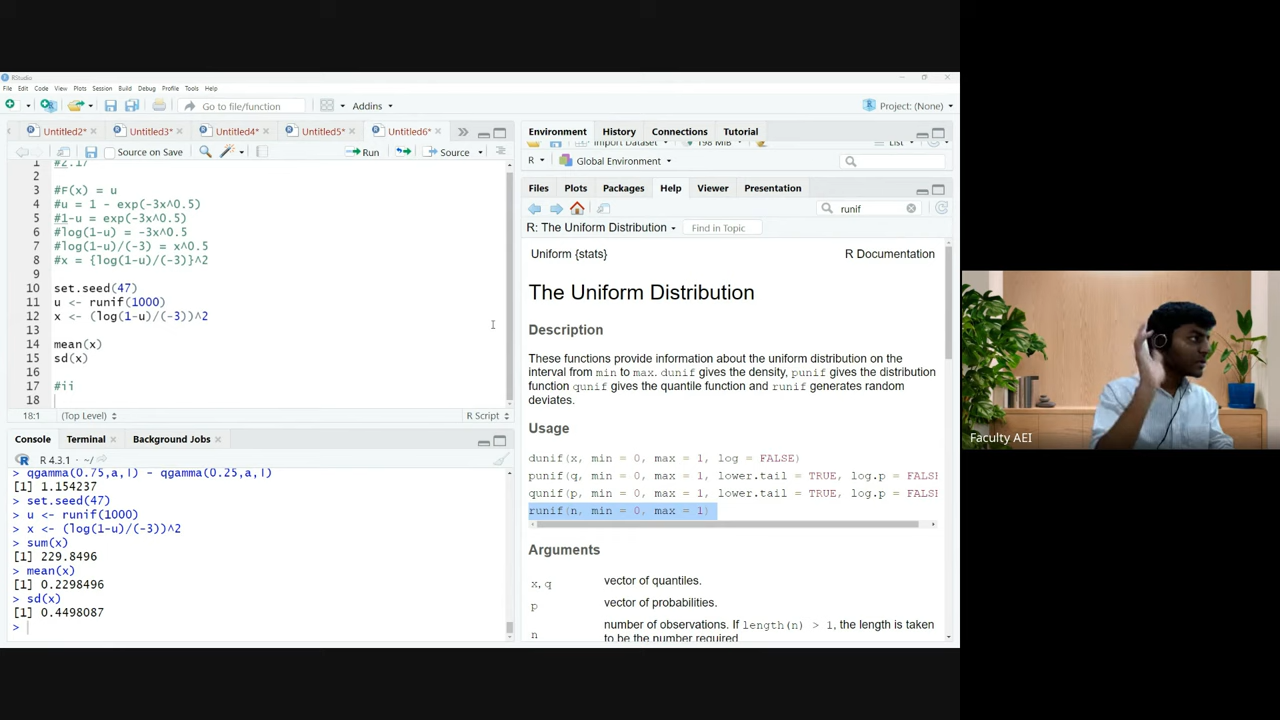 RStudio
File Edit Code View Plots Session Build Debug Profile Tools Help
Go to file/function
Addins
Project: (None)
Untitled2*
Untitled3*
Untitled4*
Untitled5*
Untitled6*
Source on Save
Run
Source
1 #2.17
2
3 #F(x) = u
4 #u = 1 - exp(-3x^0.5)
5 #1-u = exp(-3x^0.5)
6 #log(1-u) = -3x^0.5
7 #log(1-u)/(-3) = x^0.5
8 #x = {log(1-u)/(-3)}^2
9
10 set.seed(47)
11 u <- runif(1000)
12 x <- (log(1-u)/(-3))^2
13
14 mean(x)
15 sd(x)
16
17 #ii
18
18:1 (Top Level) R Script
Console Terminal Background Jobs
R 4.3.1 · ~/
> qgamma(0.75,a,l) - qgamma(0.25,a,l)
[1] 1.154237
> set.seed(47)
> u <- runif(1000)
> x <- (log(1-u)/(-3))^2
> sum(x)
[1] 229.8496
> mean(x)
[1] 0.2298496
> sd(x)
[1] 0.4498087
>
Environment History Connections Tutorial
Import Dataset 198 MiB List
R Global Environment
Files Plots Packages Help Viewer Presentation
runif
R: The Uniform Distribution Find in Topic
Uniform {stats} R Documentation
The Uniform Distribution
Description
These functions provide information about the uniform distribution on the
interval from min to max. dunif gives the density, punif gives the distribution
function qunif gives the quantile function and runif generates random
deviates.
Usage
dunif(x, min = 0, max = 1, log = FALSE)
punif(q, min = 0, max = 1, lower.tail = TRUE, log.p = FALS
qunif(p, min = 0, max = 1, lower.tail = TRUE, log.p = FALS
runif(n, min = 0, max = 1)
Arguments
x, q vector of quantiles.
p vector of probabilities.
n number of observations. If length(n) > 1, the length is taken
to be the number required.
Faculty AEI